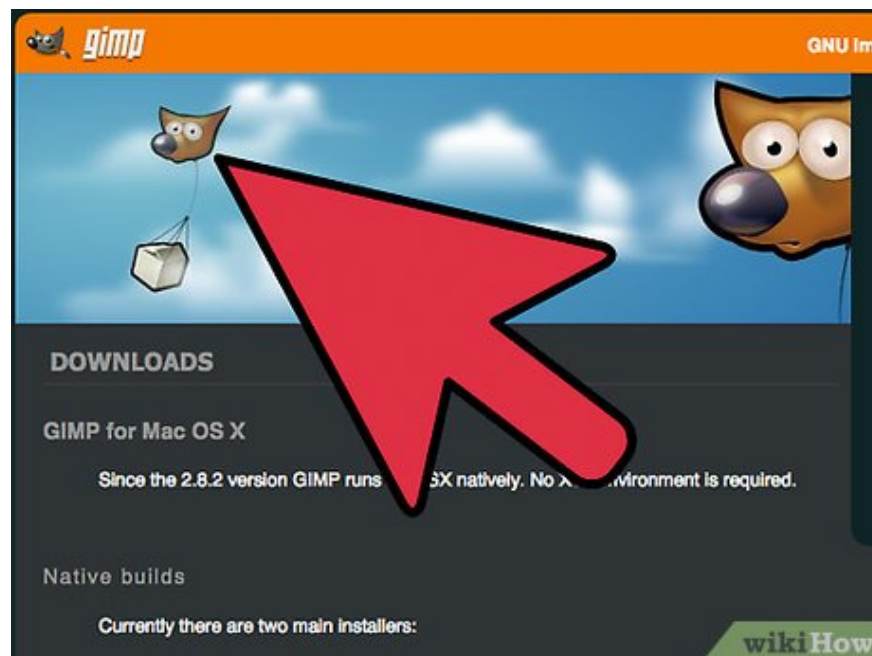 gimp
GNU Im
DOWNLOADS
GIMP for Mac OS X
Since the 2.8.2 version GIMP runs SX natively. No X vironment is required.
Native builds
Currently there are two main installers:
wikiHow